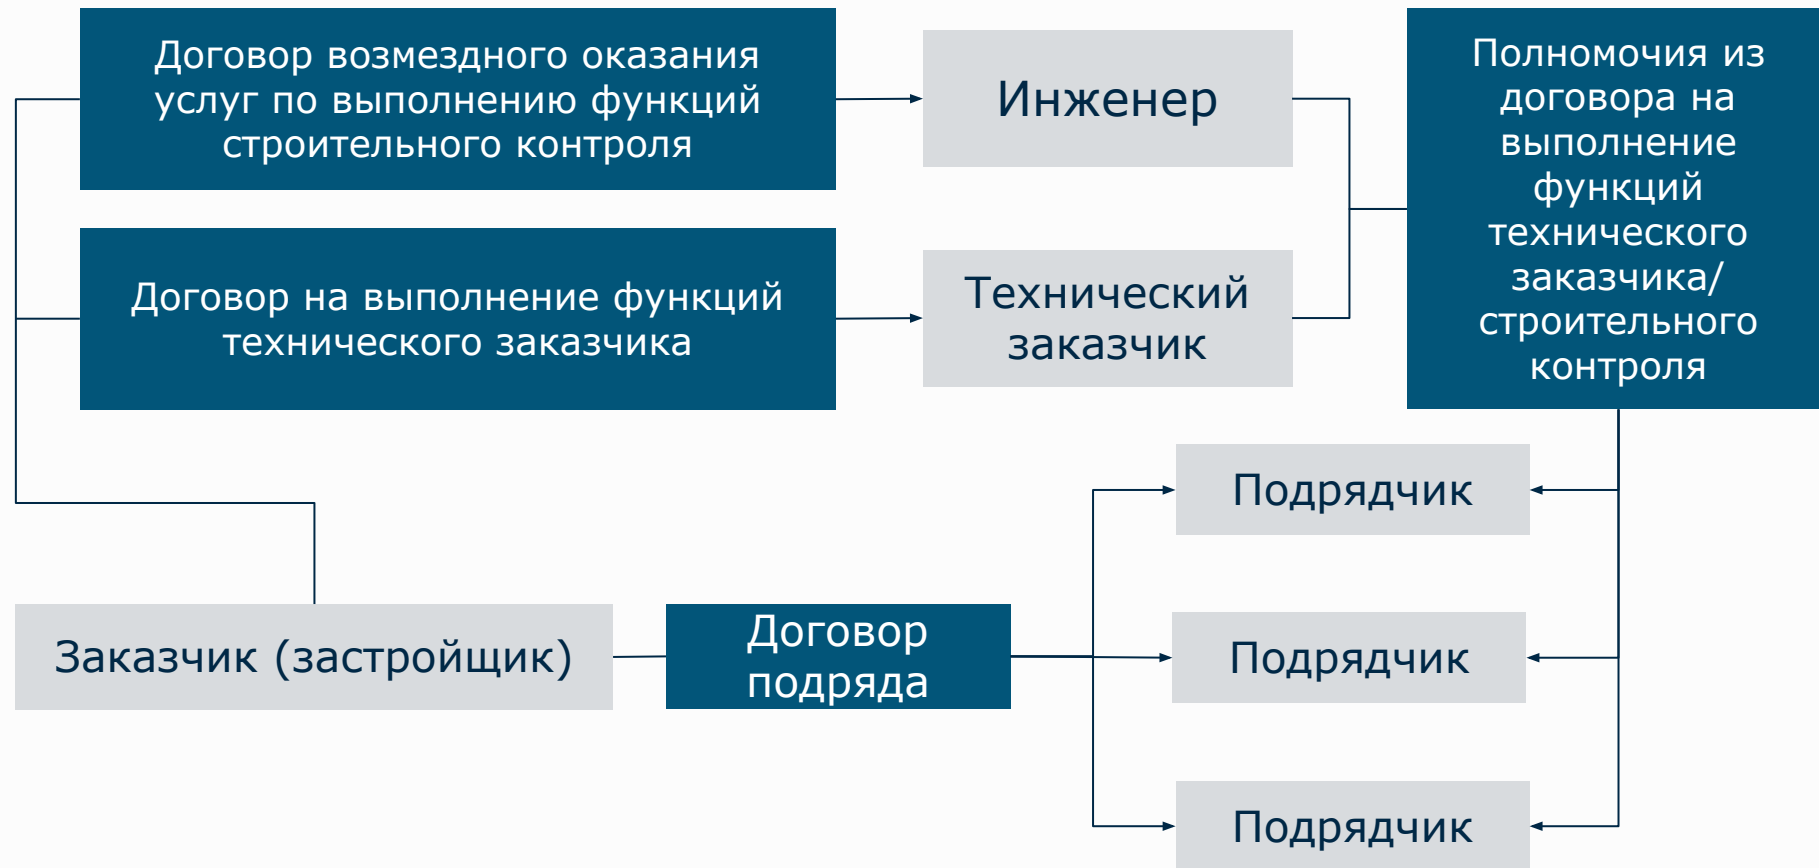 Договор возмездного оказания
услуг по выполнению функций
строительного контроля
Инженер
Полномочия из
договора на
выполнение
функций
технического
заказчика/
строительного
контроля
Договор на выполнение функций
технического заказчика
Технический
заказчик
Подрядчик
Заказчик (застройщик)
Договор
подряда
Подрядчик
Подрядчик